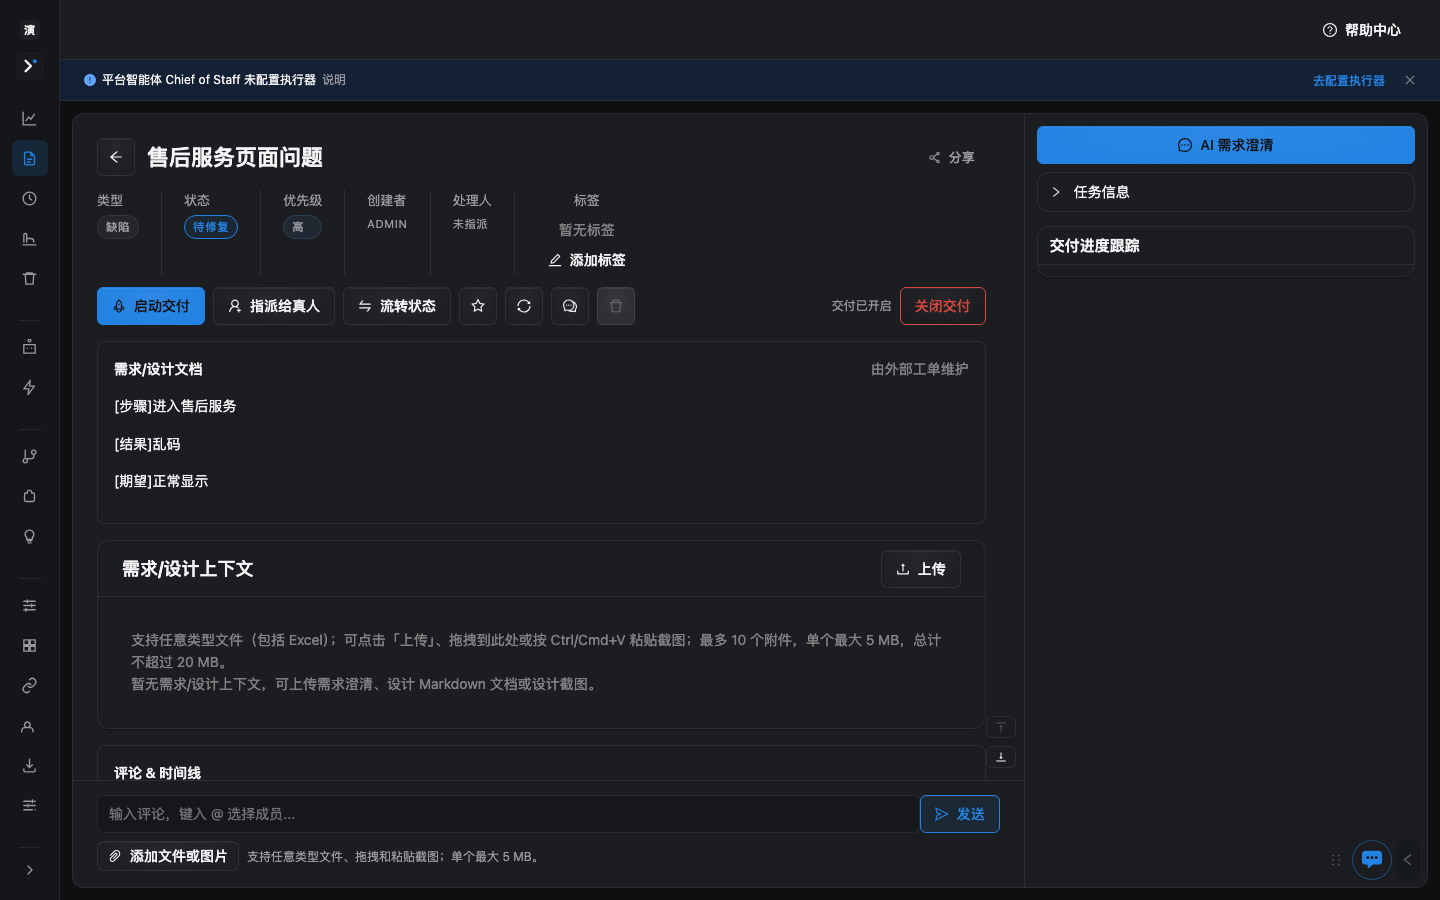 演
帮助中心
平台智能体 Chief of Staff 未配置执行器 说明
去配置执行器
售后服务页面问题
分享
AI 需求澄清
任务信息
交付进度跟踪
类型
缺陷
状态
待修复
优先级
高
创建者
ADMIN
处理人
未指派
标签
暂无标签
添加标签
启动交付
指派给真人
流转状态
交付已开启
关闭交付
需求/设计文档
由外部工单维护
[步骤]进入售后服务
[结果]乱码
[期望]正常显示
需求/设计上下文
上传
支持任意类型文件（包括 Excel）；可点击「上传」、拖拽到此处或按 Ctrl/Cmd+V 粘贴截图；最多 10 个附件，单个最大 5 MB，总计
不超过 20 MB。
暂无需求/设计上下文，可上传需求澄清、设计 Markdown 文档或设计截图。
评论 & 时间线
输入评论，键入 @ 选择成员...
发送
添加文件或图片
支持任意类型文件、拖拽和粘贴截图；单个最大 5 MB。